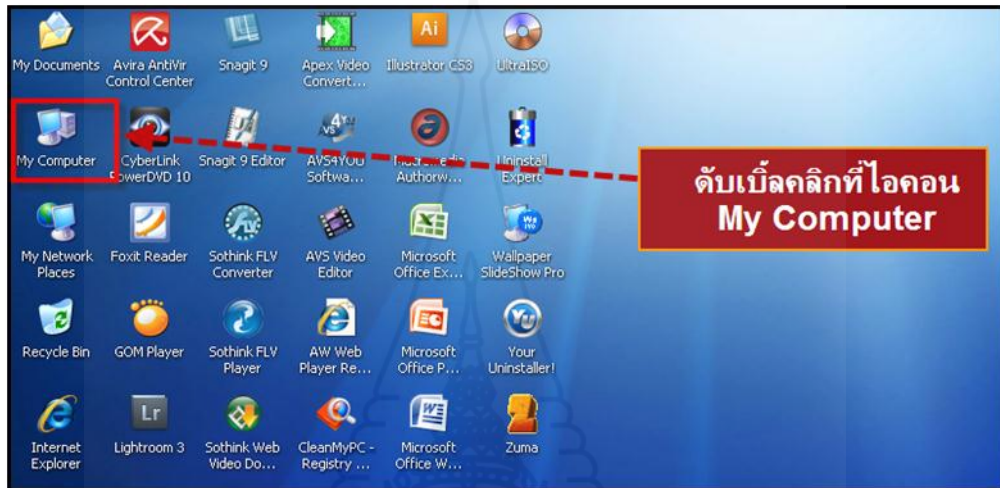 My Documents
Avira AntiVir
Control Center
Snagit 9
Apex Video
Convert...
Ai
Illustrator CS3
UltraISO
My Computer
CyberLink
PowerDVD 10
Snagit 9 Editor
AVS4YOU
Softwa...
Macromedia
Authorw...
Uninstall
Expert
ดับเบิ้ลคลิกที่ไอคอน
My Computer
My Network
Places
Foxit Reader
Sothink FLV
Converter
AVS Video
Editor
Microsoft
Office Ex...
Wallpaper
SlideShow Pro
Recycle Bin
GOM Player
Sothink FLV
Player
AW Web
Player Re...
Microsoft
Office P...
Your
Uninstaller!
Internet
Explorer
Lr
Lightroom 3
Sothink Web
Video Do...
CleanMyPC -
Registry ...
Microsoft
Office W...
Zuma